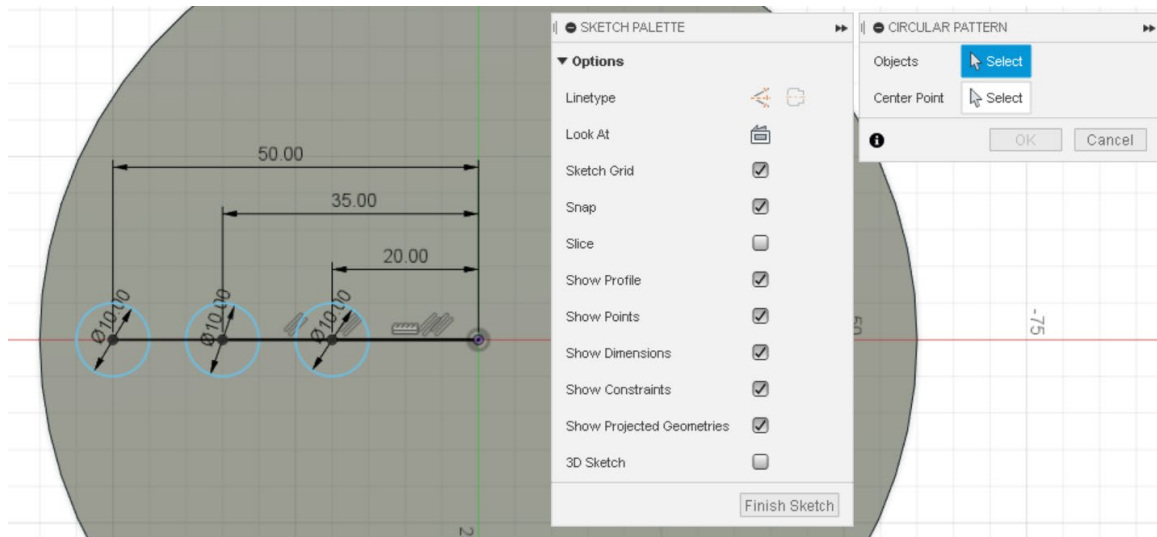 50.00
35.00
20.00
Ø10.00
Ø10.00
Ø10.00
50
-75
2
SKETCH PALETTE
Options
Linetype
Look At
Sketch Grid
Snap
Slice
Show Profile
Show Points
Show Dimensions
Show Constraints
Show Projected Geometries
3D Sketch
Finish Sketch
CIRCULAR PATTERN
Objects Select
Center Point Select
OK Cancel